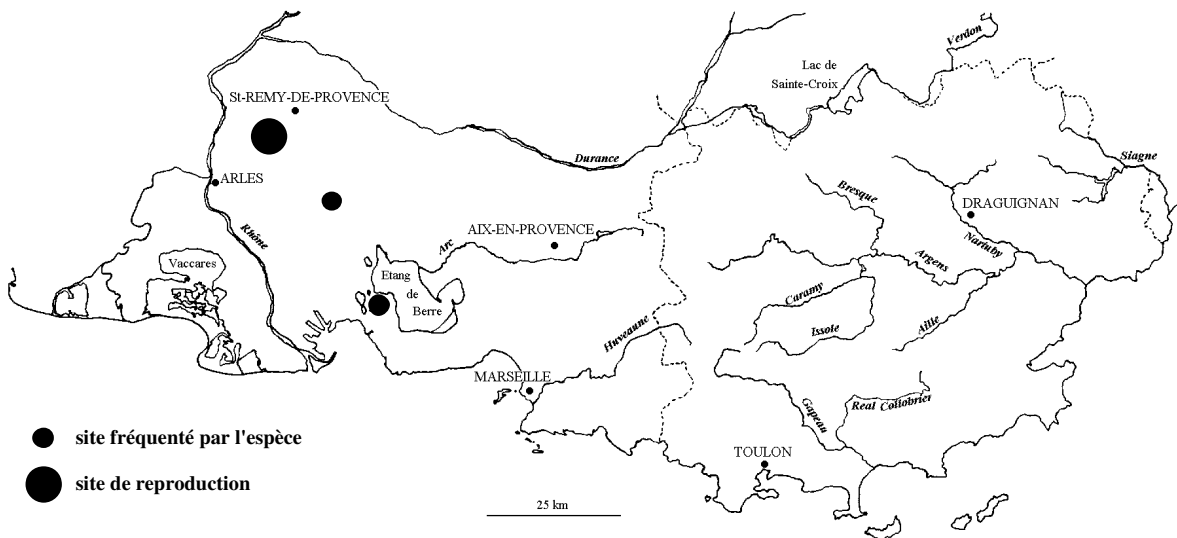 Verdon
Lac de
Sainte-Croix
St-REMY-DE-PROVENCE
Durance
Siagne
ARLES
Bresque
DRAGUIGNAN
Rhône
Arc
AIX-EN-PROVENCE
Nartuby
Vaccares
Etang
de
Berre
Argens
Caramy
Issole
Aille
Huveaune
MARSEILLE
Gapeau
Real Collobrier
site fréquenté par l'espèce
TOULON
site de reproduction
25 km